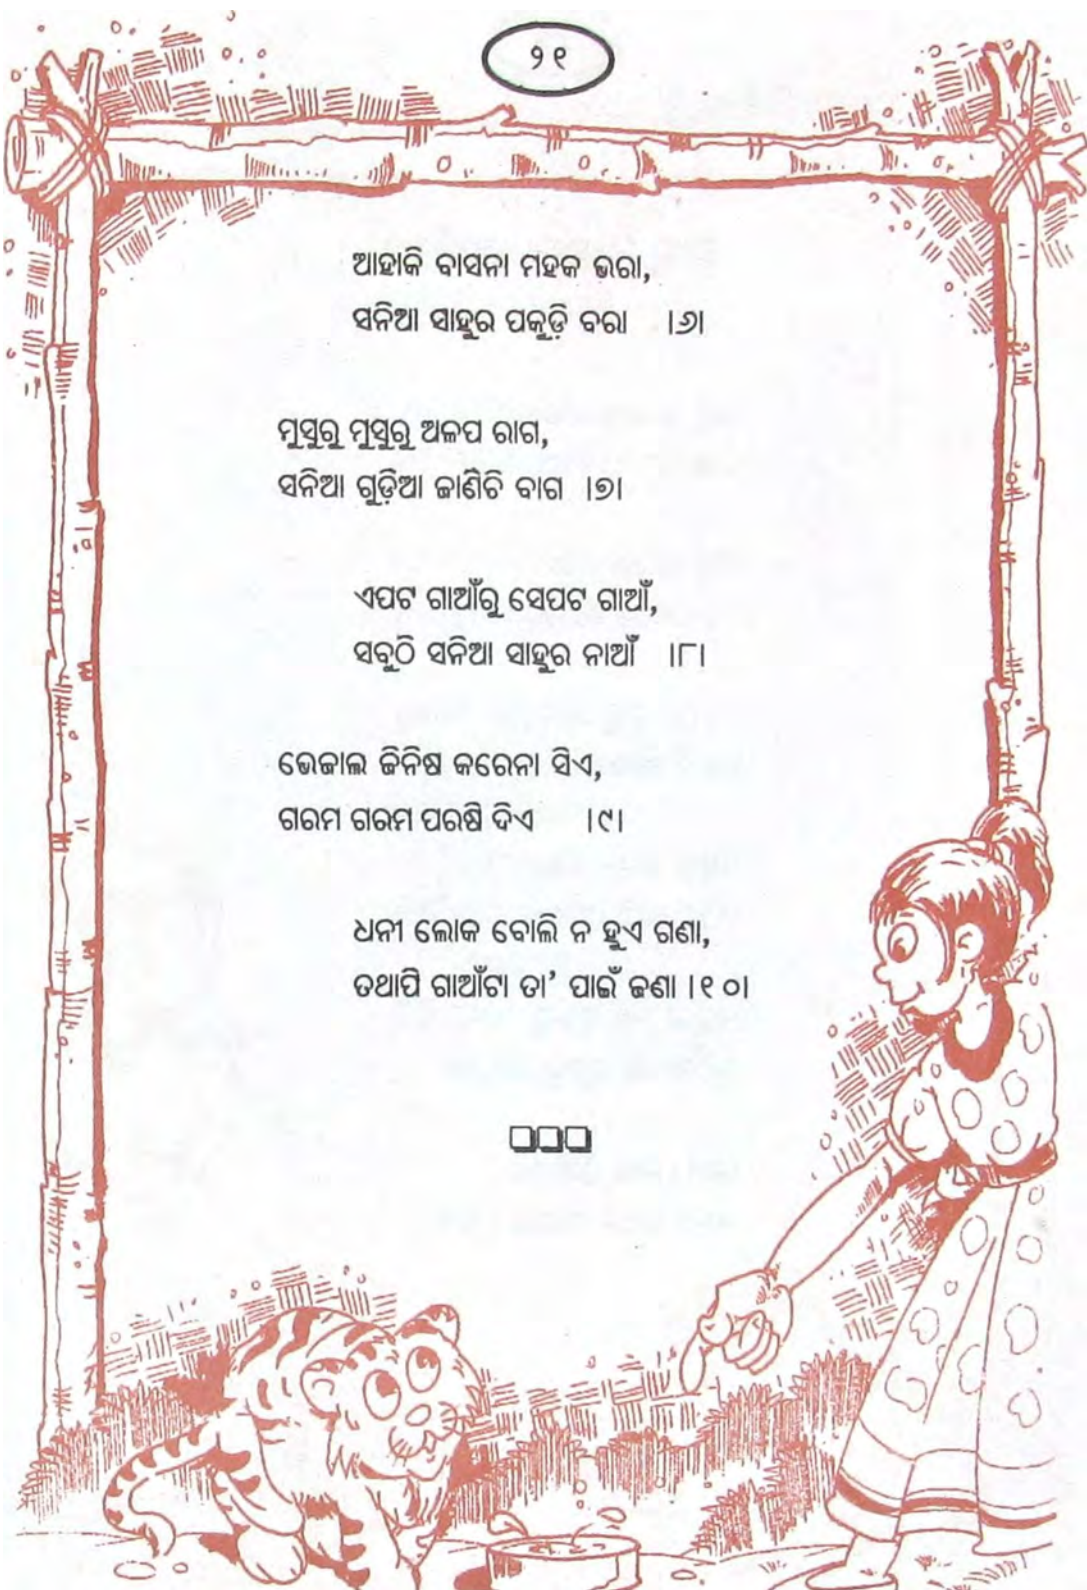 ୨୧
ଆହାକି ବାସନା ମହକ ଭରା,
ସନିଆ ସାହୁର ପକୁଡ଼ି ବରା ।୬।
ମୁସୁରୁ ମୁସୁରୁ ଅଳପ ରାଗ,
ସନିଆ ଗୁଡ଼ିଆ ଜାଣିଚି ବାଗ ।୭।
ଏପଟ ଗାଆଁରୁ ସେପଟ ଗାଆଁ,
ସବୁଠି ସନିଆ ସାହୁର ନାଆଁ ।୮।
ଭେଜାଲ ଜିନିଷ କରେନା ସିଏ,
ଗରମ ଗରମ ପରଷି ଦିଏ ।୯।
ଧନୀ ଲୋକ ବୋଲି ନ ହୁଏ ଗଣା,
ତଥାପି ଗାଆଁଟା ତା’ ପାଇଁ ଜଣା ।୧୦।